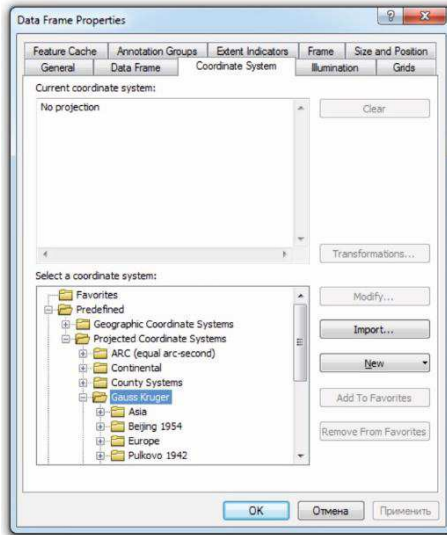 Data Frame Properties
Feature Cache Annotation Groups Extent Indicators Frame Size and Position
General Data Frame Coordinate System Illumination Grids
Current coordinate system:
No projection
Clear
Transformations...
Select a coordinate system:
Favorites
Modify...
Predefined
Geographic Coordinate Systems
Import...
Projected Coordinate Systems
ARC (equal arc-second)
Continental
New
County Systems
Gauss Kruger
Add To Favorites
Asia
Beijing 1954
Remove From Favorites
Europe
Pulkovo 1942
OK Отмена Применить